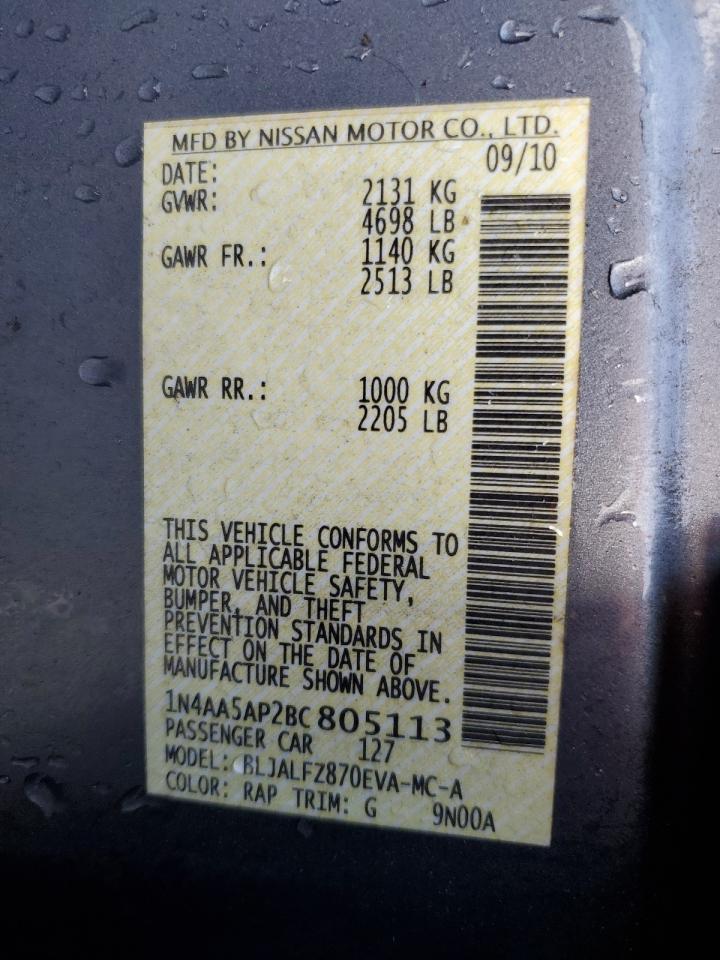 MFD BY NISSAN MOTOR CO., LTD.
DATE: 09/10
GVWR: 2131 KG
4698 LB
GAWR FR.: 1140 KG
2513 LB
GAWR RR.: 1000 KG
2205 LB
THIS VEHICLE CONFORMS TO
ALL APPLICABLE FEDERAL
MOTOR VEHICLE SAFETY,
BUMPER, AND THEFT
PREVENTION STANDARDS IN
EFFECT ON THE DATE OF
MANUFACTURE SHOWN ABOVE.
1N4AA5AP2BC805113
PASSENGER CAR 127
MODEL: BLJALFZ870EVA-MC-A
COLOR: RAP TRIM: G 9N00A